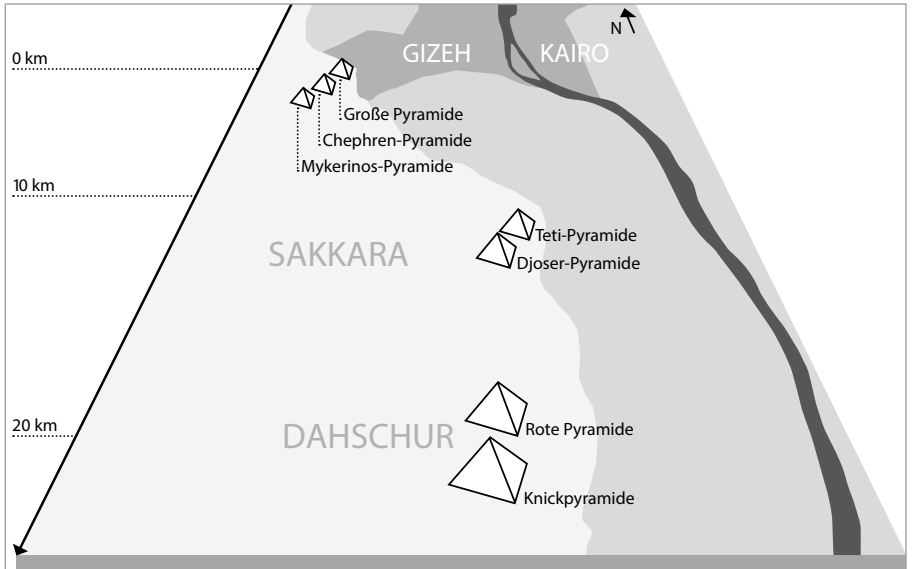 N
GIZEH
KAIRO
0 km
Große Pyramide
Chephren-Pyramide
Mykerinos-Pyramide
10 km
Teti-Pyramide
SAKKARA
Djoser-Pyramide
20 km
DAHSCHUR
Rote Pyramide
Knickpyramide